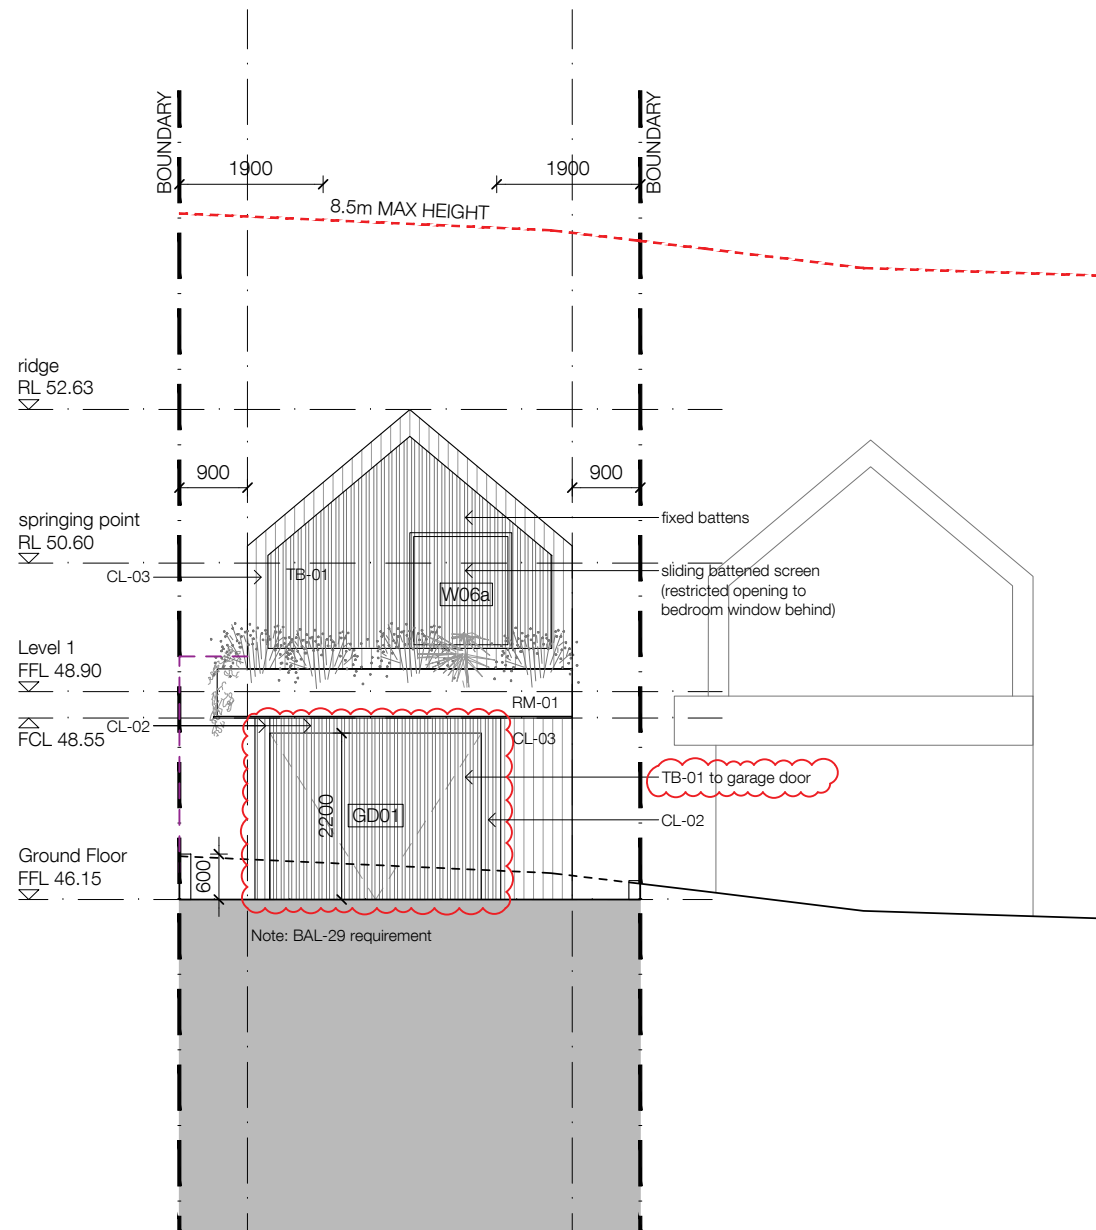 BOUNDARY
BOUNDARY
1900
1900
8.5m MAX HEIGHT
ridge
RL 52.63
900
900
springing point
RL 50.60
fixed battens
CL-03
TB-01
sliding battened screen
(restricted opening to
bedroom window behind)
W06a
Level 1
FFL 48.90
RM-01
CL-02
FCL 48.55
CL-03
TB-01 to garage door
2200
GD01
CL-02
Ground Floor
FFL 46.15
600
Note: BAL-29 requirement